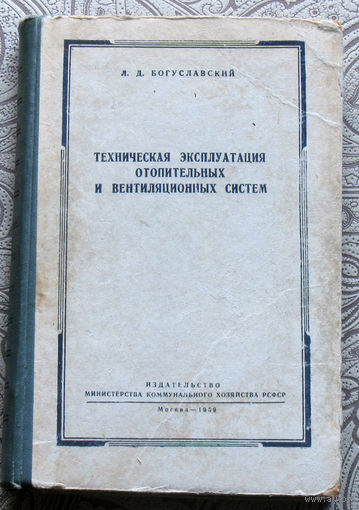 Л. Д. БОГУСЛАВСКИЙ
ТЕХНИЧЕСКАЯ ЭКСПЛУАТАЦИЯ
ОТОПИТЕЛЬНЫХ
И ВЕНТИЛЯЦИОННЫХ СИСТЕМ
ИЗДАТЕЛЬСТВО
МИНИСТЕРСТВА КОММУНАЛЬНОГО ХОЗЯЙСТВА РСФСР
Москва—1959